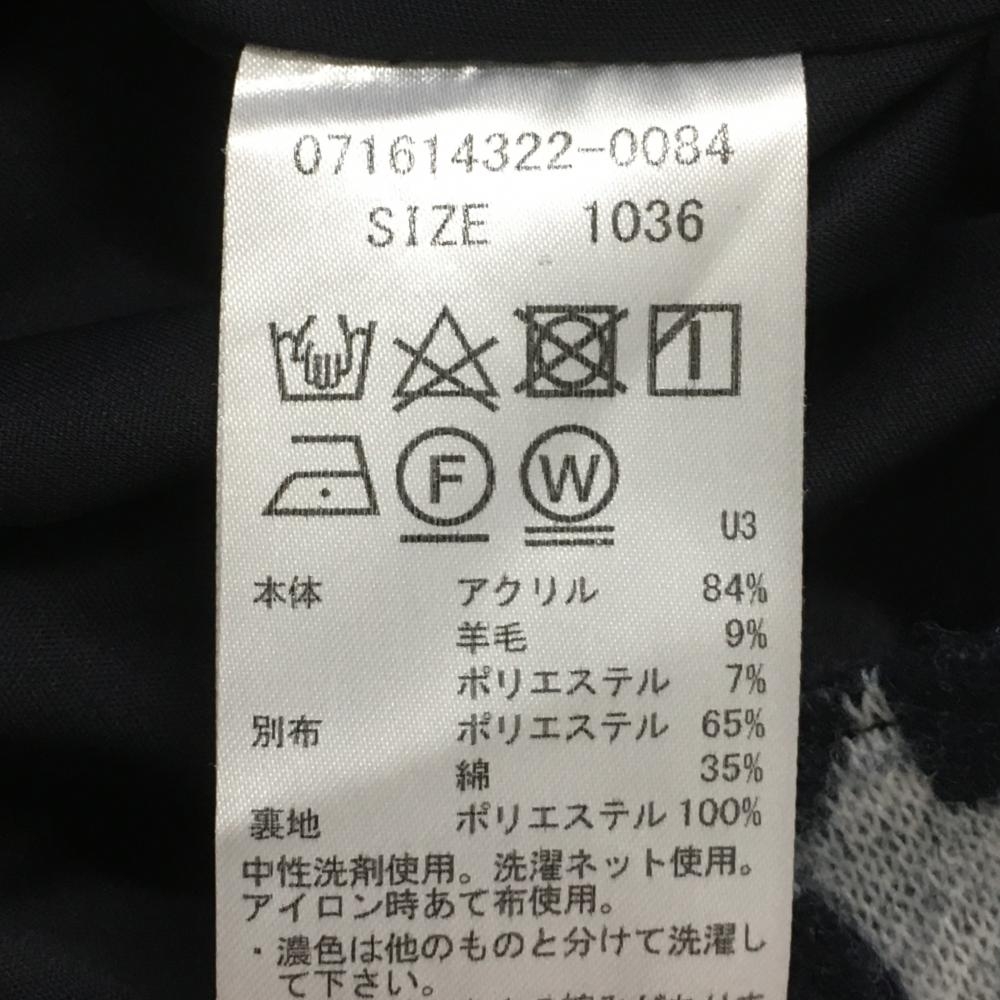 071614322-0084
SIZE 1036
F W
U3
本体 アクリル 84%
羊毛 9%
ポリエステル 7%
別布 ポリエステル 65%
綿 35%
裏地 ポリエステル 100%
中性洗剤使用。洗濯ネット使用。
アイロン時あて布使用。
・濃色は他のものと分けて洗濯し
て下さい。